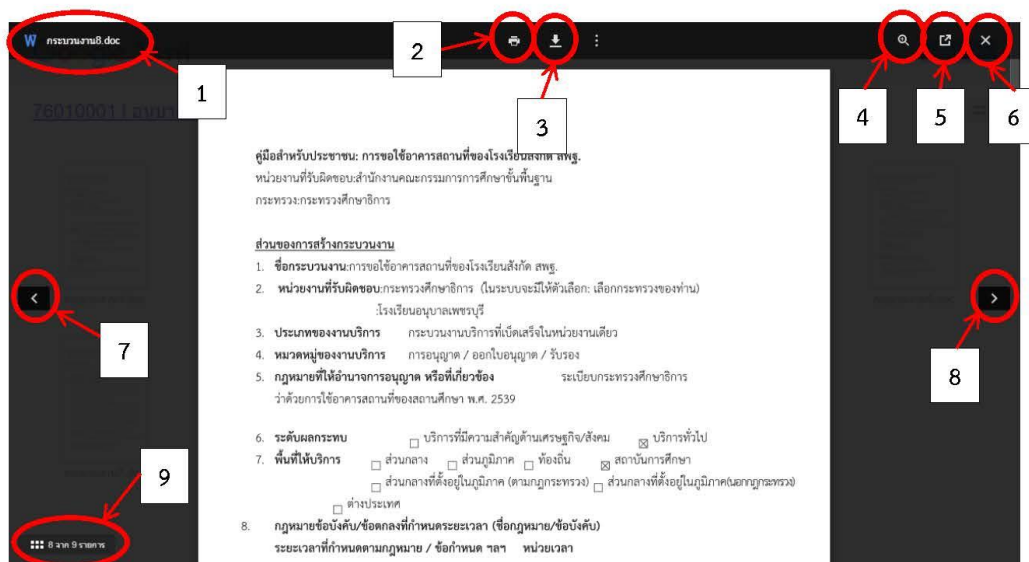 W กระบวนงาน8.doc
2
1
3
4
5
6
76010001
คู่มือสำหรับประชาชน: การขอใช้อาคารสถานที่ของโรงเรียนสังกัด สพฐ.
หน่วยงานที่รับผิดชอบ:สำนักงานคณะกรรมการการศึกษาขั้นพื้นฐาน
กระทรวง:กระทรวงศึกษาธิการ
ส่วนของการสร้างกระบวนงาน
1. ชื่อกระบวนงาน:การขอใช้อาคารสถานที่ของโรงเรียนสังกัด สพฐ.
2. หน่วยงานที่รับผิดชอบ:กระทรวงศึกษาธิการ (ในระบบจะมีให้ตัวเลือก: เลือกกระทรวงของท่าน)
:โรงเรียนอนุบาลเพชรบุรี
3. ประเภทของงานบริการ กระบวนงานบริการที่เบ็ดเสร็จในหน่วยงานเดียว
4. หมวดหมู่ของงานบริการ การอนุญาต / ออกใบอนุญาต / รับรอง
5. กฎหมายที่ให้อำนาจการอนุญาต หรือที่เกี่ยวข้อง ระเบียบกระทรวงศึกษาธิการ
ว่าด้วยการใช้อาคารสถานที่ของสถานศึกษา พ.ศ. 2539
6. ระดับผลกระทบ ☐ บริการที่มีความสำคัญด้านเศรษฐกิจ/สังคม ☒ บริการทั่วไป
7. พื้นที่ให้บริการ ☐ ส่วนกลาง ☐ ส่วนภูมิภาค ☐ ท้องถิ่น ☒ สถาบันการศึกษา
☐ ส่วนกลางที่ตั้งอยู่ในภูมิภาค (ตามกฎกระทรวง) ☐ ส่วนกลางที่ตั้งอยู่ในภูมิภาค(นอกกฎกระทรวง)
☐ ต่างประเทศ
8. กฎหมายข้อบังคับ/ข้อตกลงที่กำหนดระยะเวลา (ชื่อกฎหมาย/ข้อบังคับ)
ระยะเวลาที่กำหนดตามกฎหมาย / ข้อกำหนด ฯลฯ หน่วยเวลา
7
8
9
8 จาก 9 รายการ